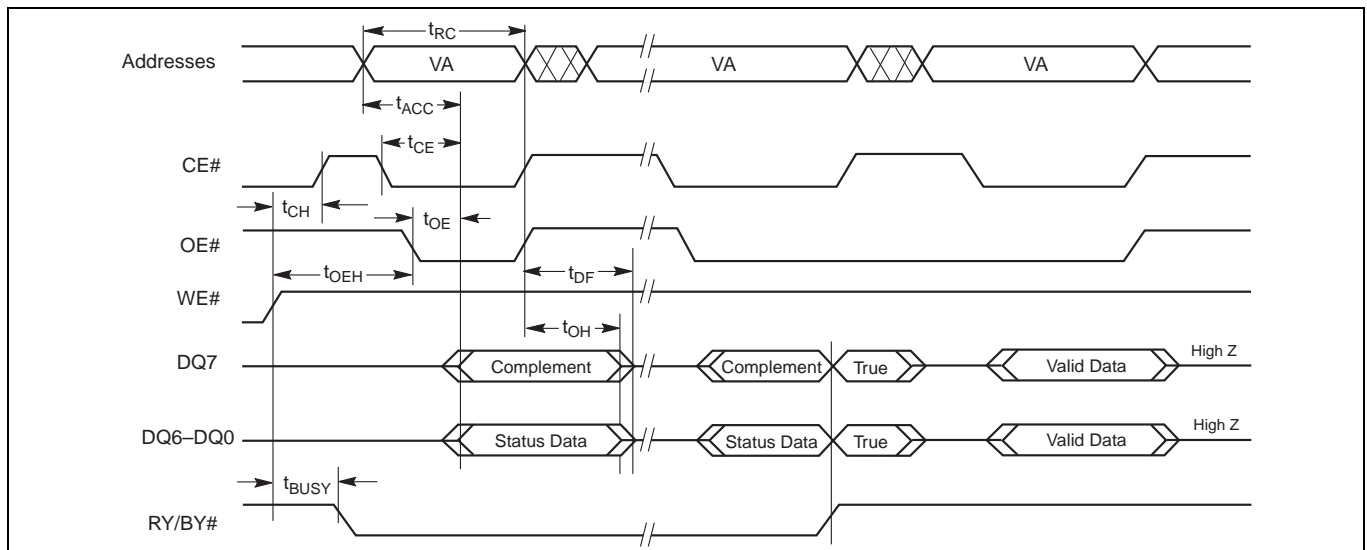 tRC
Addresses VA VA VA
tACC
tCE
CE#
tCH tOE
OE#
tOEH tDF
WE#
tOH
DQ7 Complement Complement True Valid Data High Z
DQ6–DQ0 Status Data Status Data True Valid Data High Z
tBUSY
RY/BY#